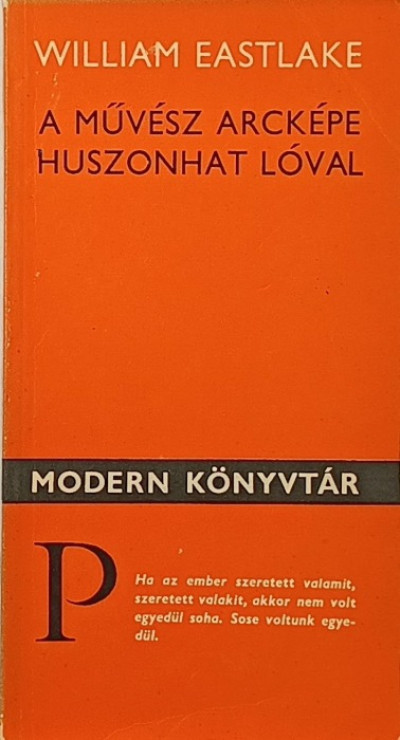 WILLIAM EASTLAKE
A MŰVÉSZ ARCKÉPE
HUSZONHAT LÓVAL
MODERN KÖNYVTÁR
P
Ha az ember szeretett valamit,
szeretett valakit, akkor nem volt
egyedül soha. Sose voltunk egye-
dül.